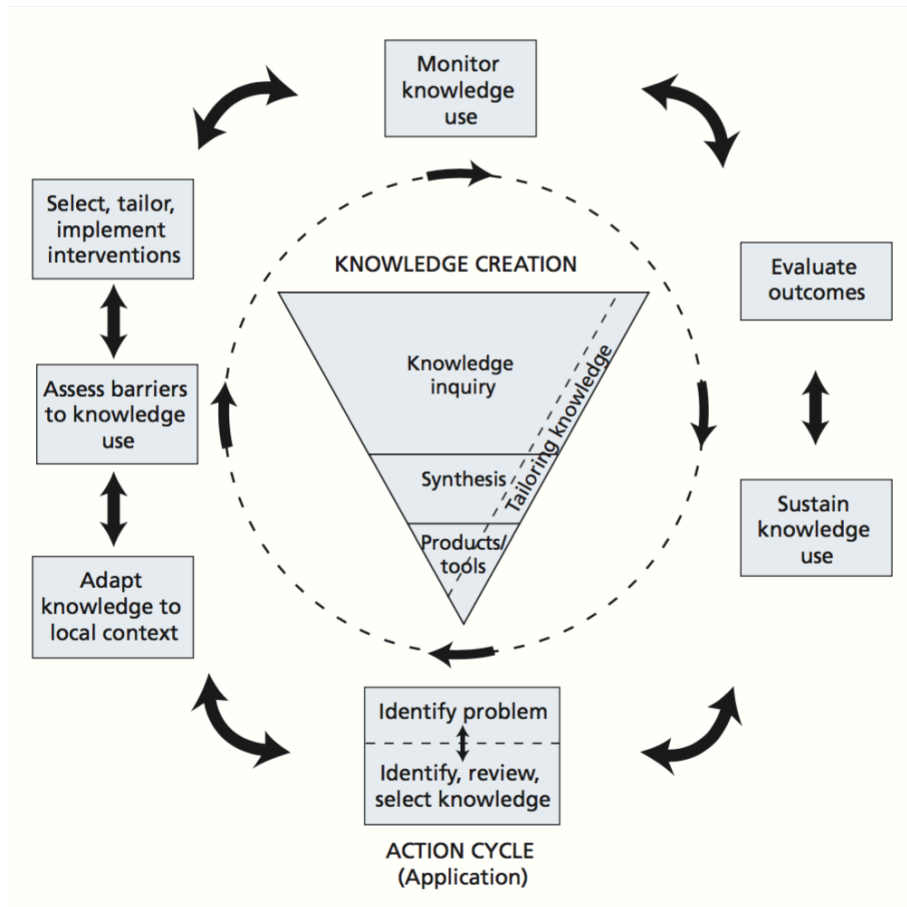 Monitor
knowledge
use
Select, tailor,
implement
interventions
Evaluate
outcomes
KNOWLEDGE CREATION
Knowledge
inquiry
Tailoring knowledge
Synthesis
Products/
tools
Assess barriers
to knowledge
use
Sustain
knowledge
use
Adapt
knowledge to
local context
Identify problem
Identify, review,
select knowledge
ACTION CYCLE
(Application)